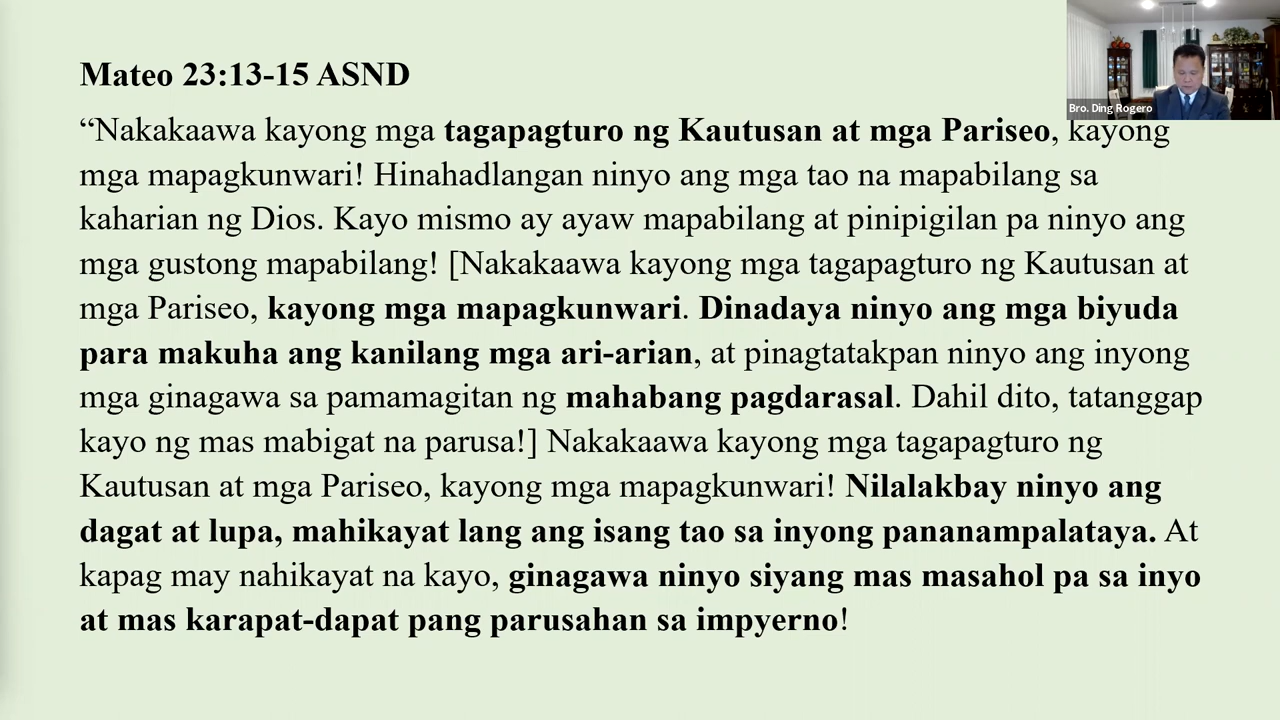 Mateo 23:13-15 ASND
“Nakakaawa kayong mga tagapagturo ng Kautusan at mga Pariseo, kayong
mga mapagkunwari! Hinahadlangan ninyo ang mga tao na mapabilang sa
kaharian ng Dios. Kayo mismo ay ayaw mapabilang at pinipigilan pa ninyo ang
mga gustong mapabilang! [Nakakaawa kayong mga tagapagturo ng Kautusan at
mga Pariseo, kayong mga mapagkunwari. Dinadaya ninyo ang mga biyuda
para makuha ang kanilang mga ari-arian, at pinagtatakpan ninyo ang inyong
mga ginagawa sa pamamagitan ng mahabang pagdarasal. Dahil dito, tatanggap
kayo ng mas mabigat na parusa!] Nakakaawa kayong mga tagapagturo ng
Kautusan at mga Pariseo, kayong mga mapagkunwari! Nilalakbay ninyo ang
dagat at lupa, mahikayat lang ang isang tao sa inyong pananampalataya. At
kapag may nahikayat na kayo, ginagawa ninyo siyang mas masahol pa sa inyo
at mas karapat-dapat pang parusahan sa impyerno!
Bro. Ding Rogero